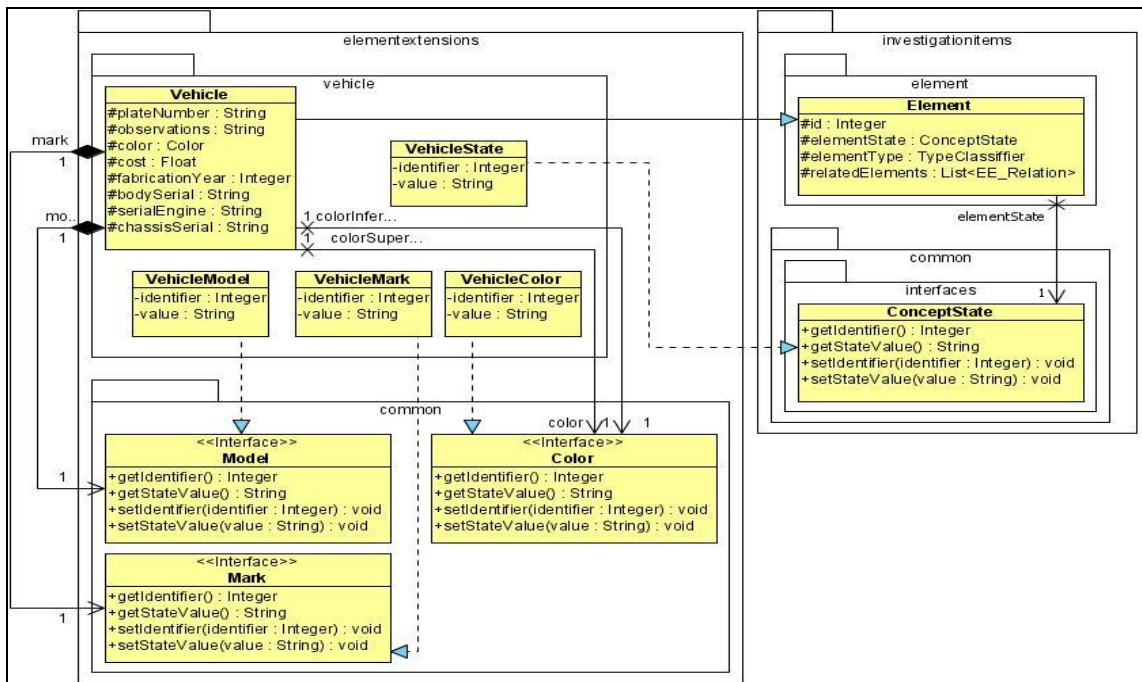 elementextensions
vehicle
Vehicle
#plateNumber : String
#observations : String
#color : Color
#cost : Float
#fabricationYear : Integer
#bodySerial : String
#serialEngine : String
#chassisSerial : String
mark
1
mo..
1
VehicleState
-identifier : Integer
-value : String
1 colorInfer...
1 colorSuper...
VehicleModel
-identifier : Integer
-value : String
VehicleMark
-identifier : Integer
-value : String
VehicleColor
-identifier : Integer
-value : String
common
color 1 1
<<Interface>>
Model
+getIdentifier() : Integer
+getStateValue() : String
+setIdentifier(identifier : Integer) : void
+setStateValue(value : String) : void
1
<<Interface>>
Color
+getIdentifier() : Integer
+getStateValue() : String
+setIdentifier(identifier : Integer) : void
+setStateValue(value : String) : void
<<Interface>>
Mark
+getIdentifier() : Integer
+getStateValue() : String
+setIdentifier(identifier : Integer) : void
+setStateValue(value : String) : void
1
investigationitems
element
Element
#id : Integer
#elementState : ConceptState
#elementType : TypeClassiffier
#relatedElements : List<EE_Relation>
elementState
common
interfaces
1
ConceptState
+getIdentifier() : Integer
+getStateValue() : String
+setIdentifier(identifier : Integer) : void
+setStateValue(value : String) : void